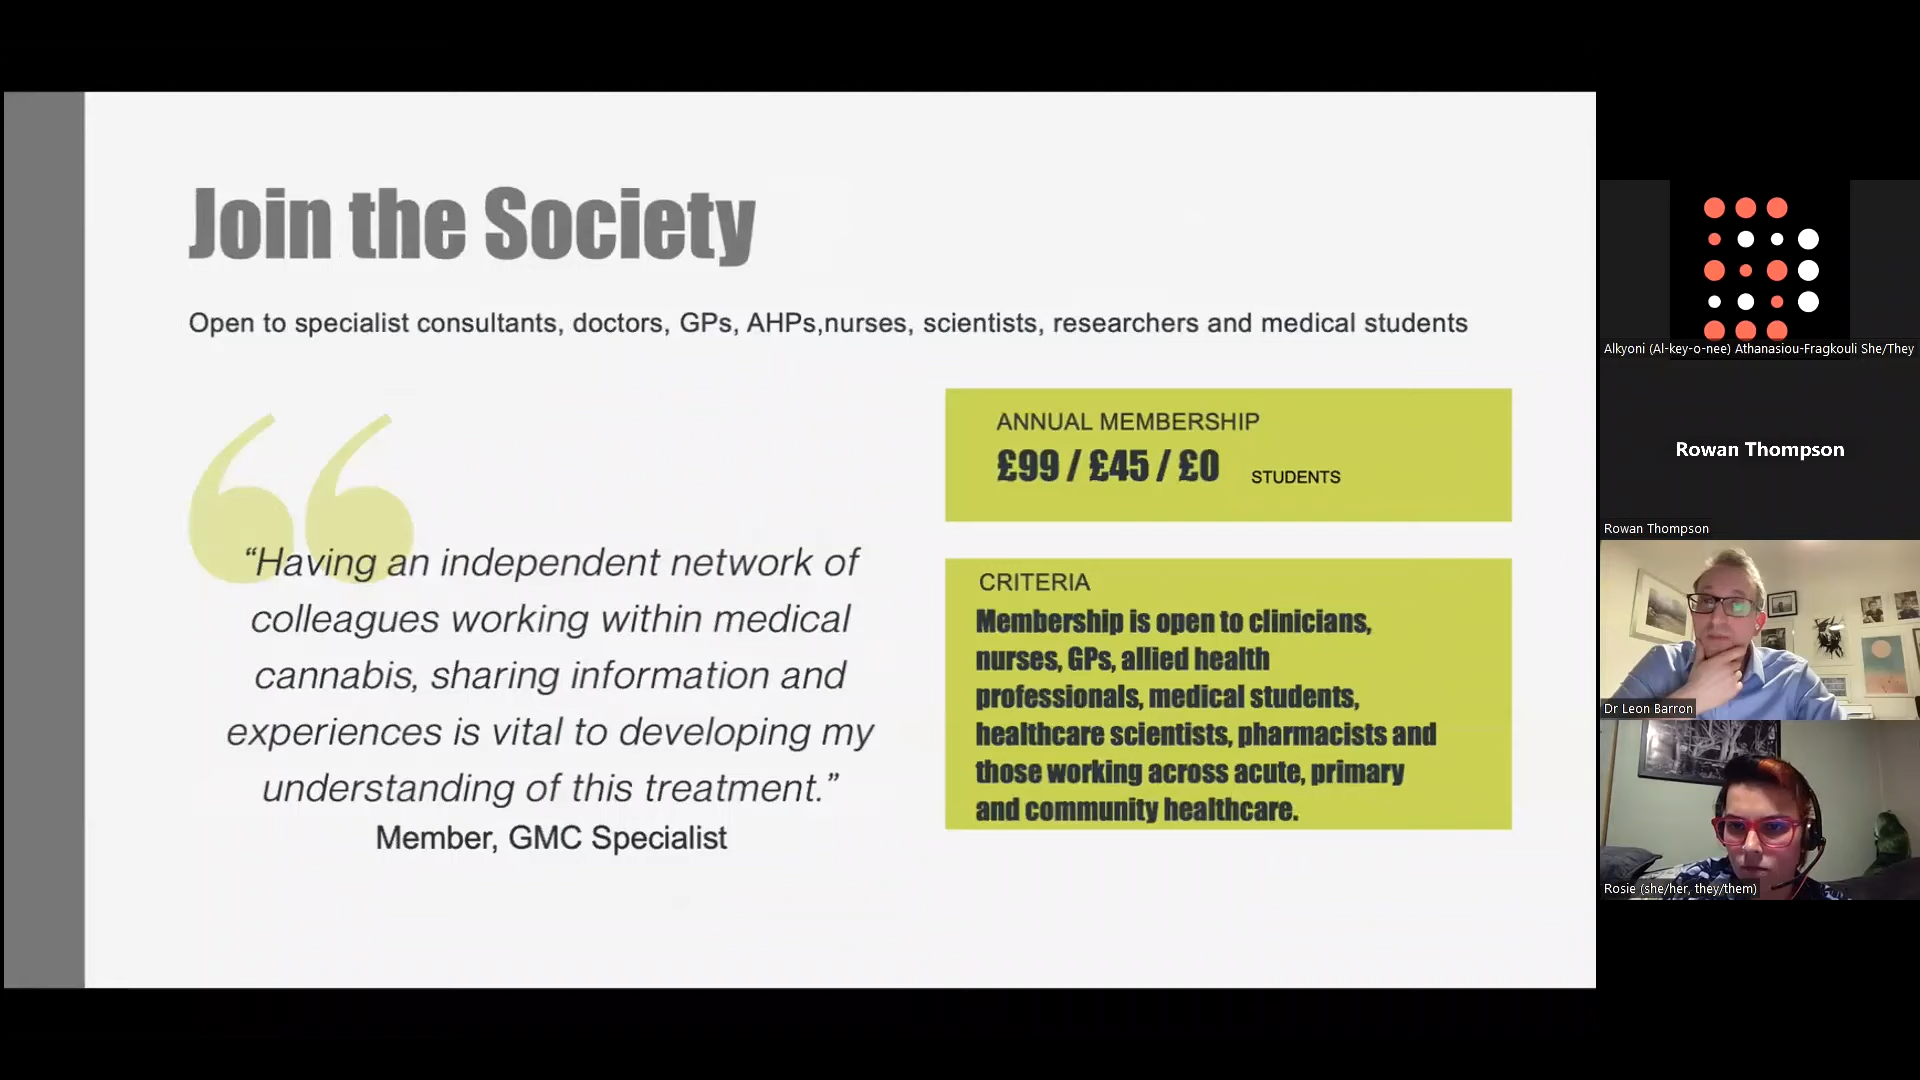 Join the Society
Open to specialist consultants, doctors, GPs, AHPs,nurses, scientists, researchers and medical students
“Having an independent network of
colleagues working within medical
cannabis, sharing information and
experiences is vital to developing my
understanding of this treatment.”
Member, GMC Specialist
ANNUAL MEMBERSHIP
£99 / £45 / £0 STUDENTS
CRITERIA
Membership is open to clinicians,
nurses, GPs, allied health
professionals, medical students,
healthcare scientists, pharmacists and
those working across acute, primary
and community healthcare.
Alkyoni (Al-key-o-nee) Athanasiou-Fragkouli She/They
Rowan Thompson
Rowan Thompson
Dr Leon Barron
Rosie (she/her, they/them)